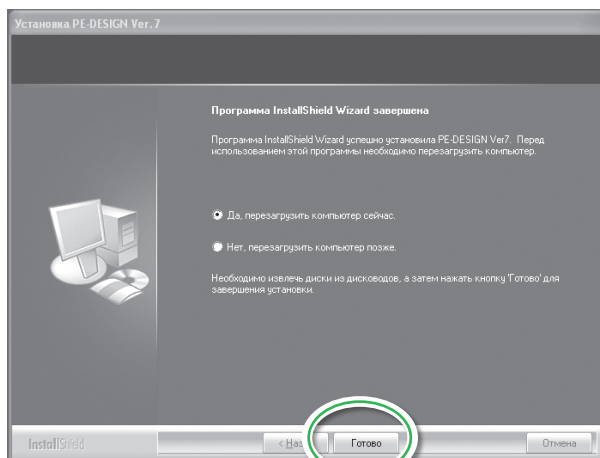 Установка PE-DESIGN Ver.7
Программа InstallShield Wizard завершена
Программа InstallShield Wizard успешно установила PE-DESIGN Ver7. Перед
использованием этой программы необходимо перезагрузить компьютер.
Да, перезагрузить компьютер сейчас.
Нет, перезагрузить компьютер позже.
Необходимо извлечь диски из дисководов, а затем нажать кнопку 'Готово' для
завершения установки.
InstallShield
Готово
Отмена